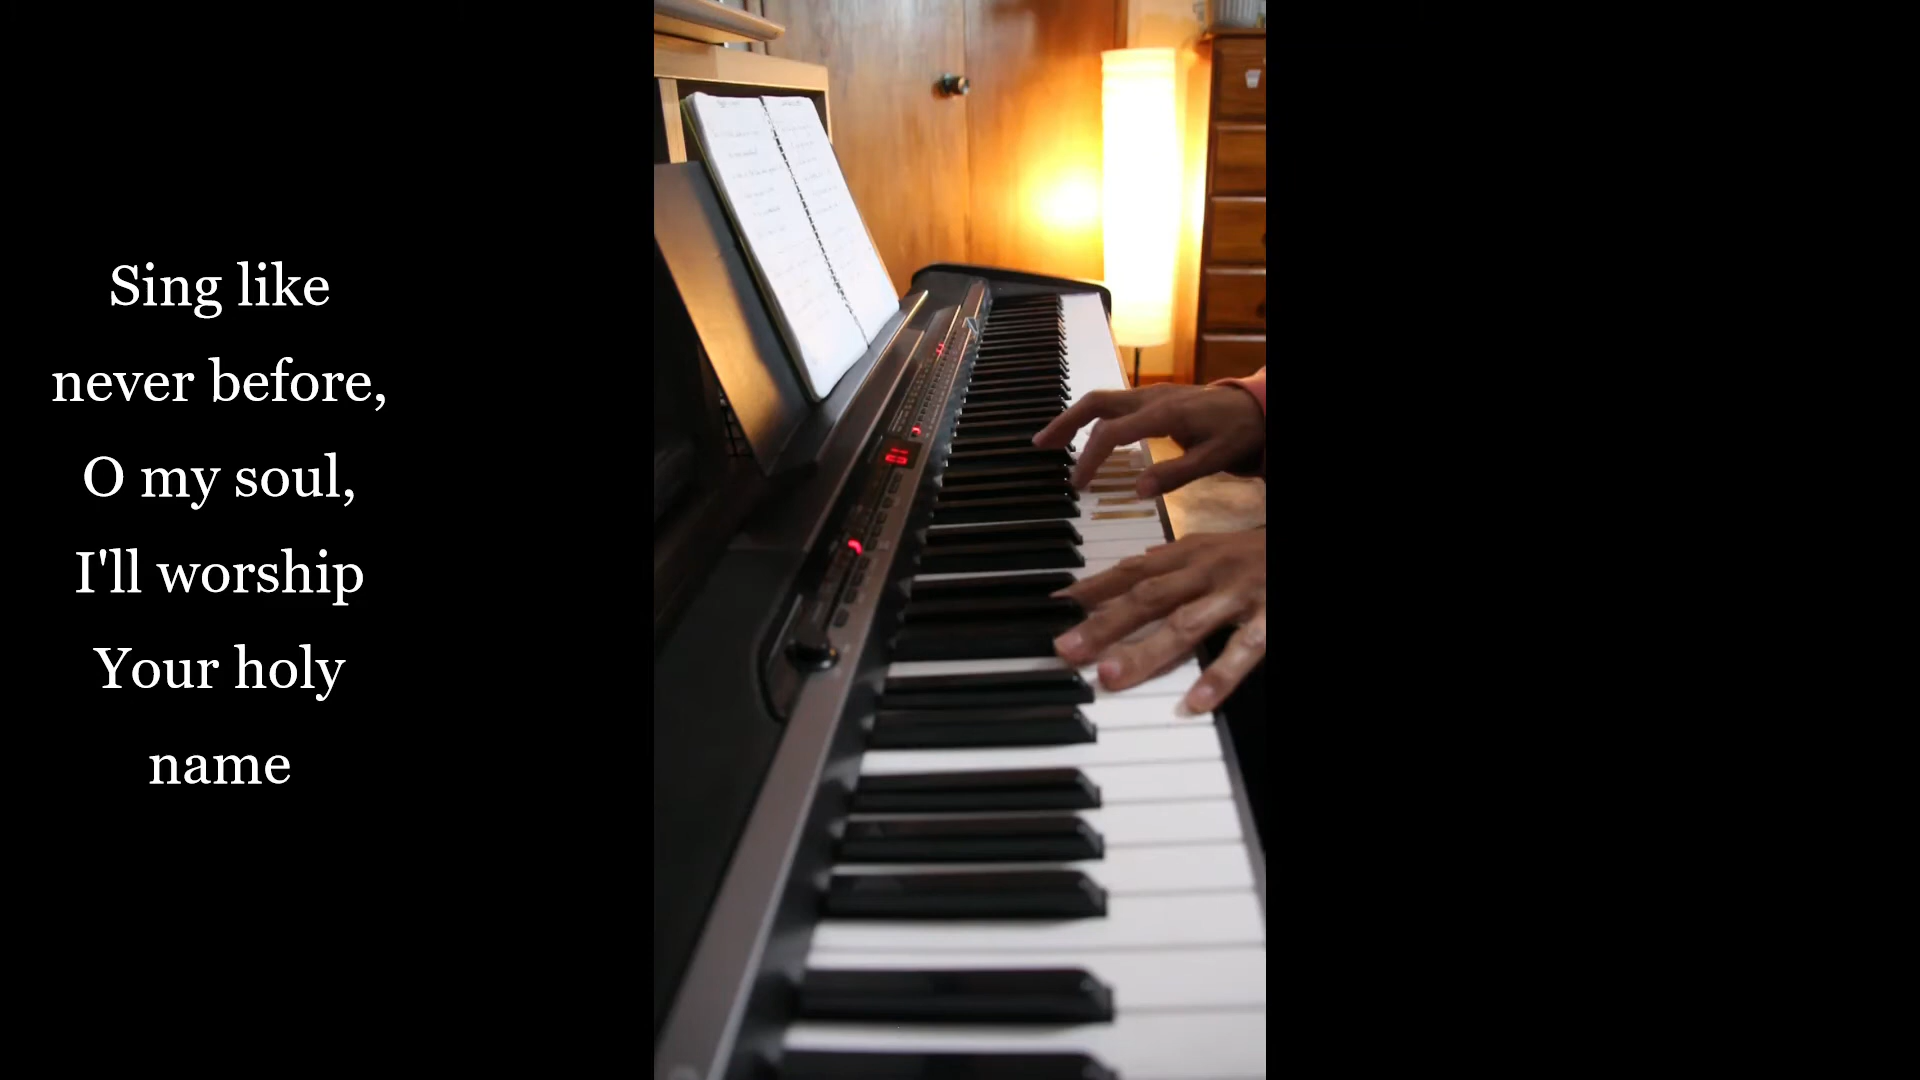 Sing like
never before,
O my soul,
I'll worship
Your holy
name